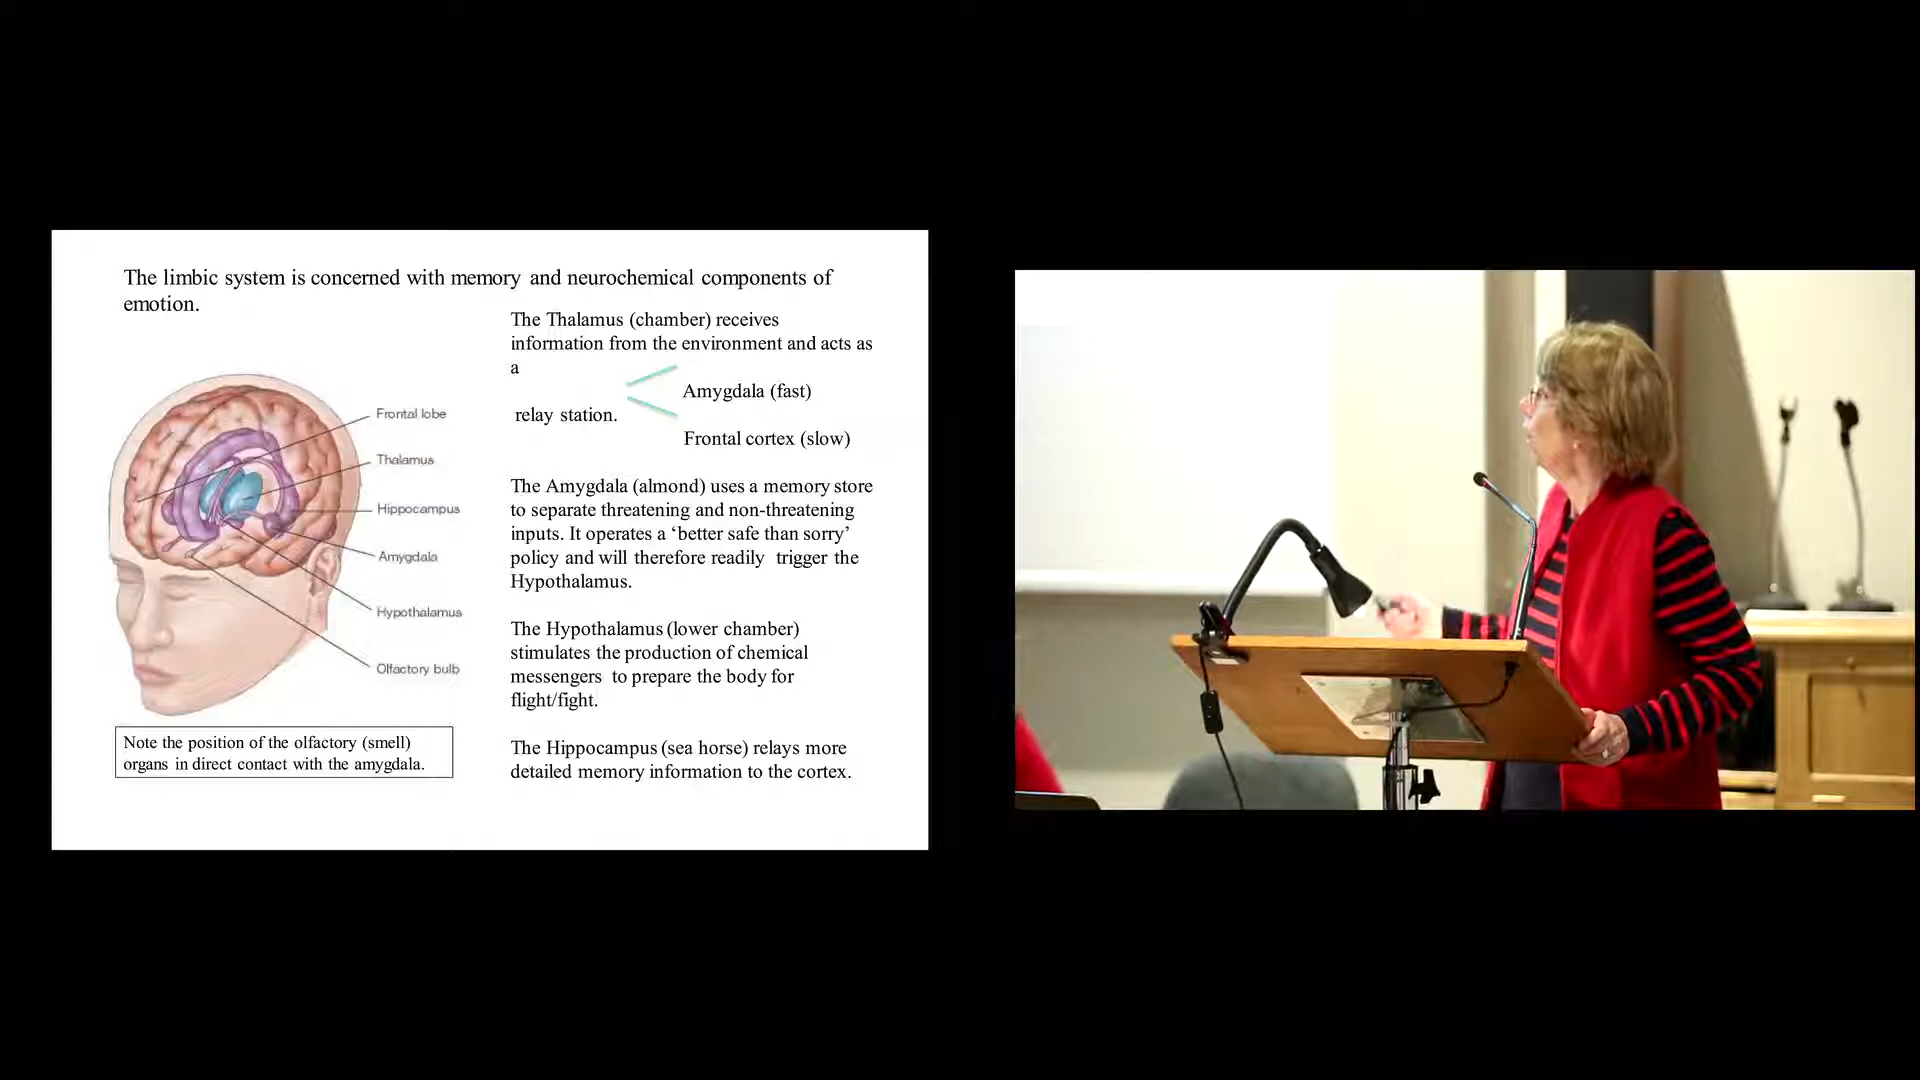 The limbic system is concerned with memory and neurochemical components of
emotion.
Frontal lobe
Thalamus
Hippocampus
Amygdala
Hypothalamus
Olfactory bulb
Note the position of the olfactory (smell)
organs in direct contact with the amygdala.
The Thalamus (chamber) receives
information from the environment and acts as
a
Amygdala (fast)
relay station.
Frontal cortex (slow)
The Amygdala (almond) uses a memory store
to separate threatening and non-threatening
inputs. It operates a ‘better safe than sorry’
policy and will therefore readily trigger the
Hypothalamus.
The Hypothalamus (lower chamber)
stimulates the production of chemical
messengers to prepare the body for
flight/fight.
The Hippocampus (sea horse) relays more
detailed memory information to the cortex.